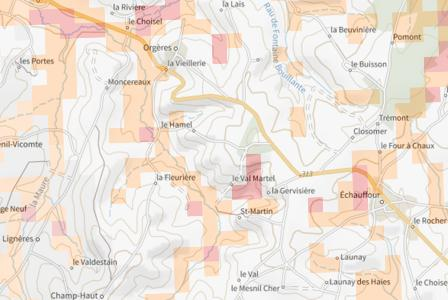 la Rivière
le Choisel
la Lais
Ru de Fontaine Bouillante
la Beuvinière
Pomont
Orgères
la Vieillerie
les Portes
le Buisson
Moncereaux
Trémont
Closomer
le Hamel
le Four à Chaux
enil-Vicomte
313
la Maure
la Fleurière
le Val Martel
la Gervisière
Échauffour
ge Neuf
St-Martin
le Rocher
Lignères
le Valdestain
Launay
le Val
Launay des Haies
le Mesnil Cher
le Choix
Champ-Haut